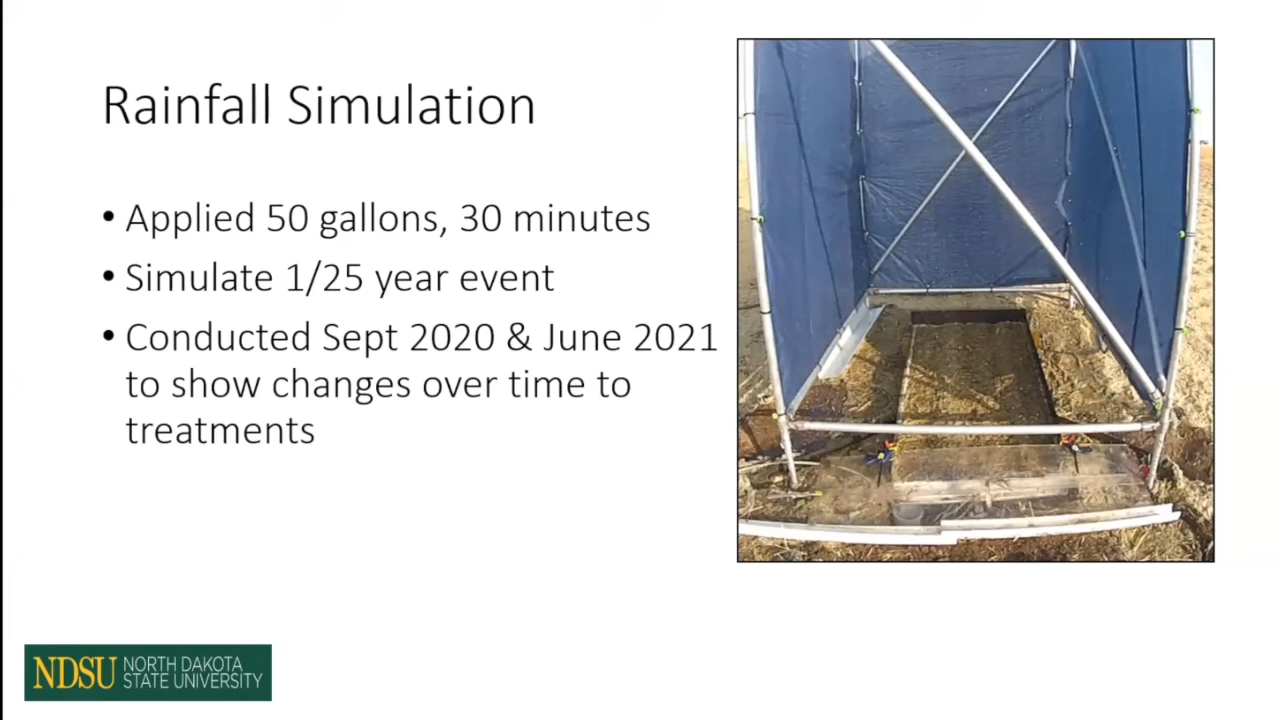 Rainfall Simulation
• Applied 50 gallons, 30 minutes
• Simulate 1/25 year event
• Conducted Sept 2020 & June 2021
to show changes over time to
treatments
NDSU NORTH DAKOTA
STATE UNIVERSITY